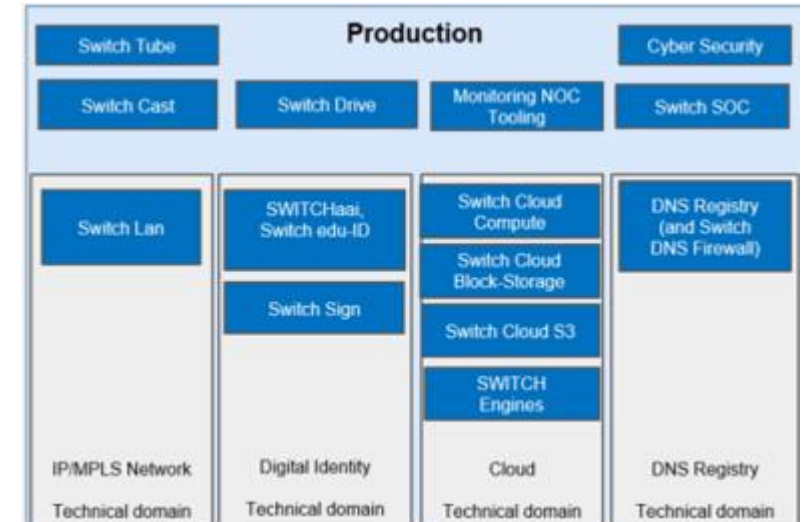 Production
Switch Tube
Cyber Security
Switch Cast
Switch Drive
Monitoring NOC
Tooling
Switch SOC
Switch Lan
SWITCHaai,
Switch edu-ID
Switch Sign
Switch Cloud
Compute
Switch Cloud
Block-Storage
Switch Cloud S3
SWITCH
Engines
DNS Registry
(and Switch
DNS Firewall)
IP/MPLS Network
Technical domain
Digital Identity
Technical domain
Cloud
Technical domain
DNS Registry
Technical domain